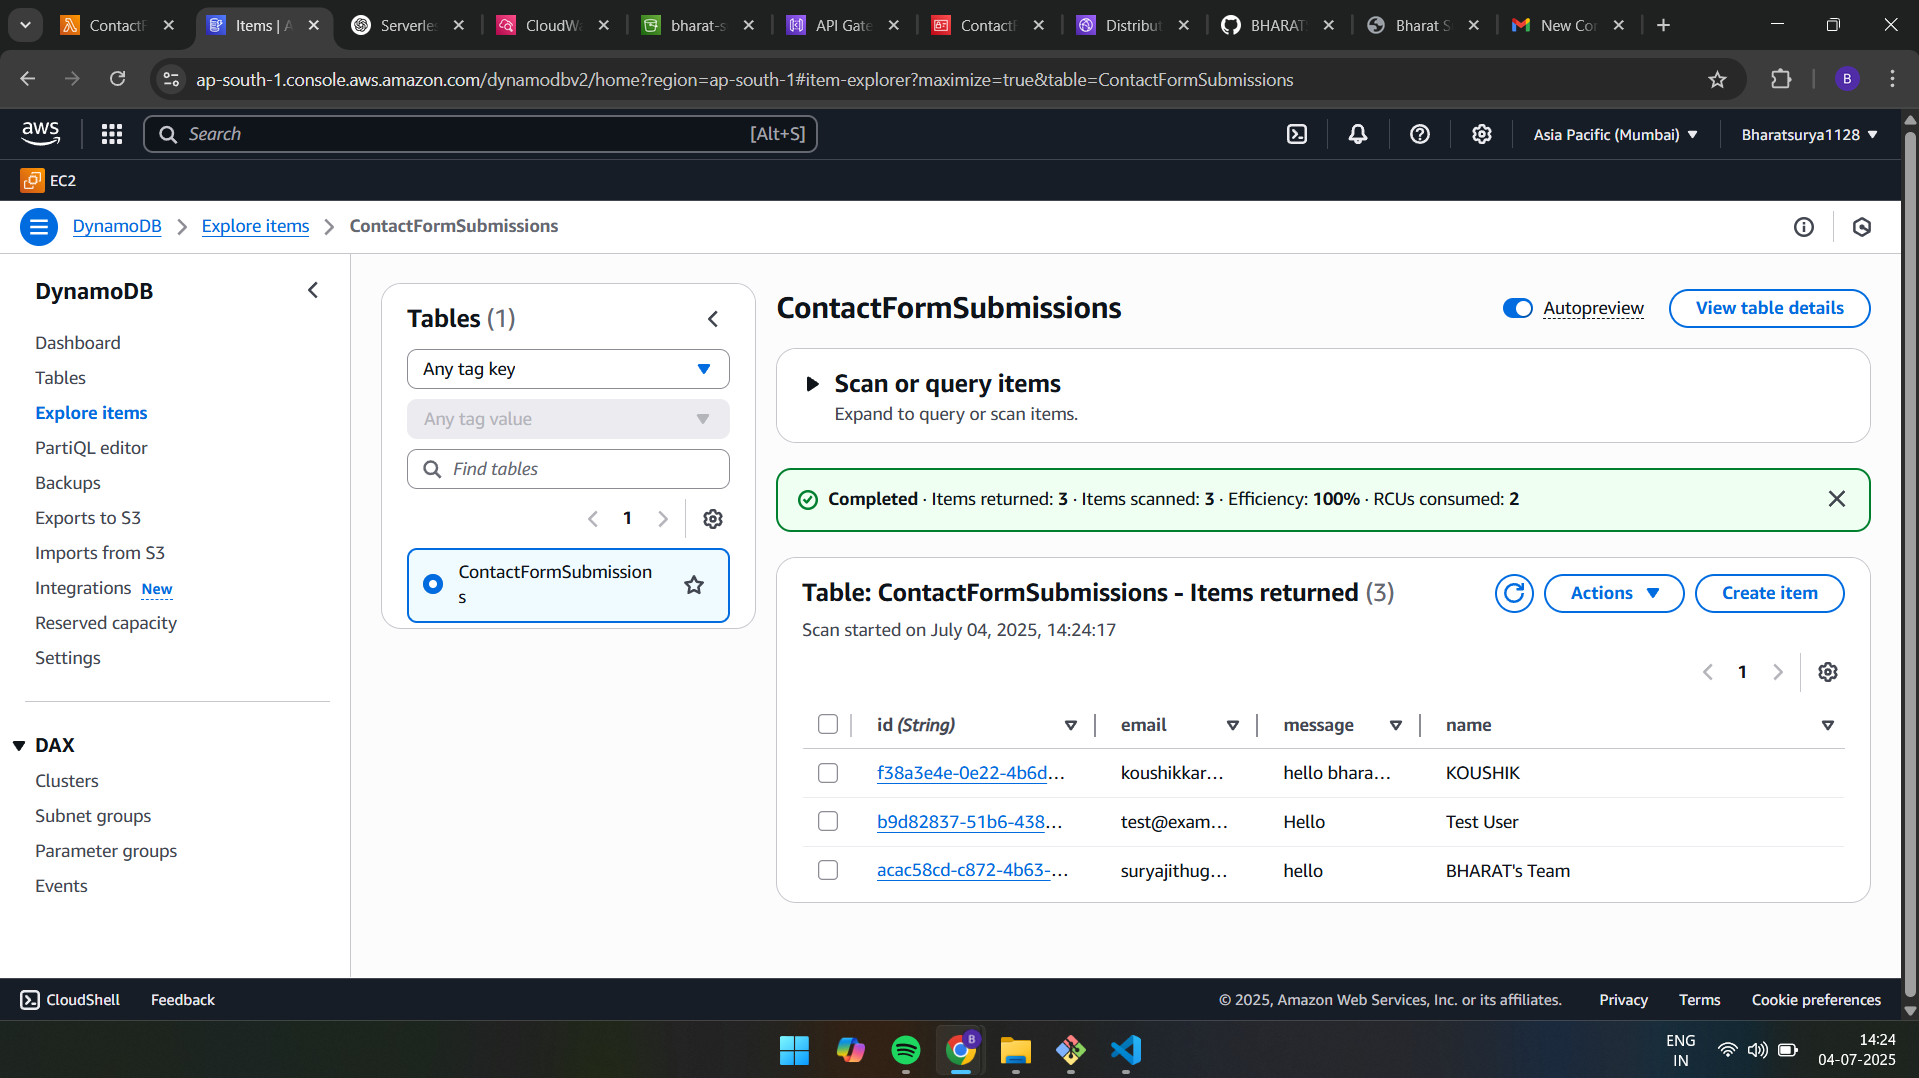 ContactF
Items | A
Serverles
CloudWa
bharat-s
API Gate
ContactF
Distribut
BHARAT
Bharat S
New Co
ap-south-1.console.aws.amazon.com/dynamodbv2/home?region=ap-south-1#item-explorer?maximize=true&table=ContactFormSubmissions
B
aws
Search
[Alt+S]
Asia Pacific (Mumbai)
Bharatsurya1128
EC2
DynamoDB
Explore items
ContactFormSubmissions
DynamoDB
Dashboard
Tables
Explore items
PartiQL editor
Backups
Exports to S3
Imports from S3
Integrations New
Reserved capacity
Settings
DAX
Clusters
Subnet groups
Parameter groups
Events
Tables (1)
Any tag key
Any tag value
Find tables
1
ContactFormSubmission
s
ContactFormSubmissions
Autopreview
View table details
Scan or query items
Expand to query or scan items.
Completed · Items returned: 3 · Items scanned: 3 · Efficiency: 100% · RCUs consumed: 2
Table: ContactFormSubmissions - Items returned (3)
Actions
Create item
Scan started on July 04, 2025, 14:24:17
1
id (String) email message name
f38a3e4e-0e22-4b6d… koushikkar… hello bhara… KOUSHIK
b9d82837-51b6-438… test@exam… Hello Test User
acac58cd-c872-4b63-… suryajithug… hello BHARAT's Team
CloudShell Feedback © 2025, Amazon Web Services, Inc. or its affiliates. Privacy Terms Cookie preferences
B
ENG
IN
14:24
04-07-2025